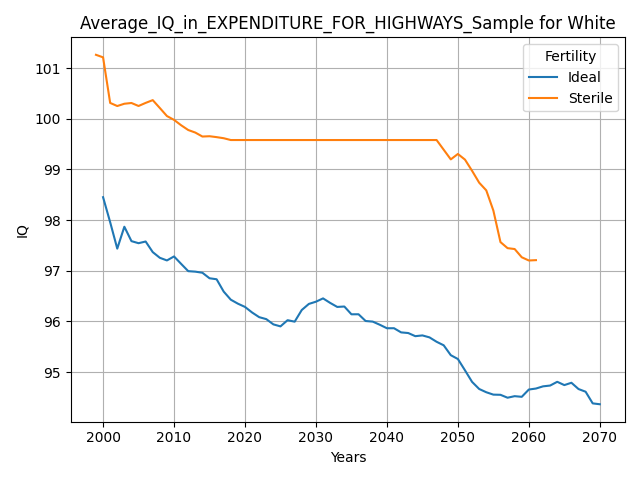 Average_IQ_in_EXPENDITURE_FOR_HIGHWAYS_Sample for White
Fertility
Ideal
Sterile
101
100
99
98
97
96
95
IQ
2000 2010 2020 2030 2040 2050 2060 2070
Years